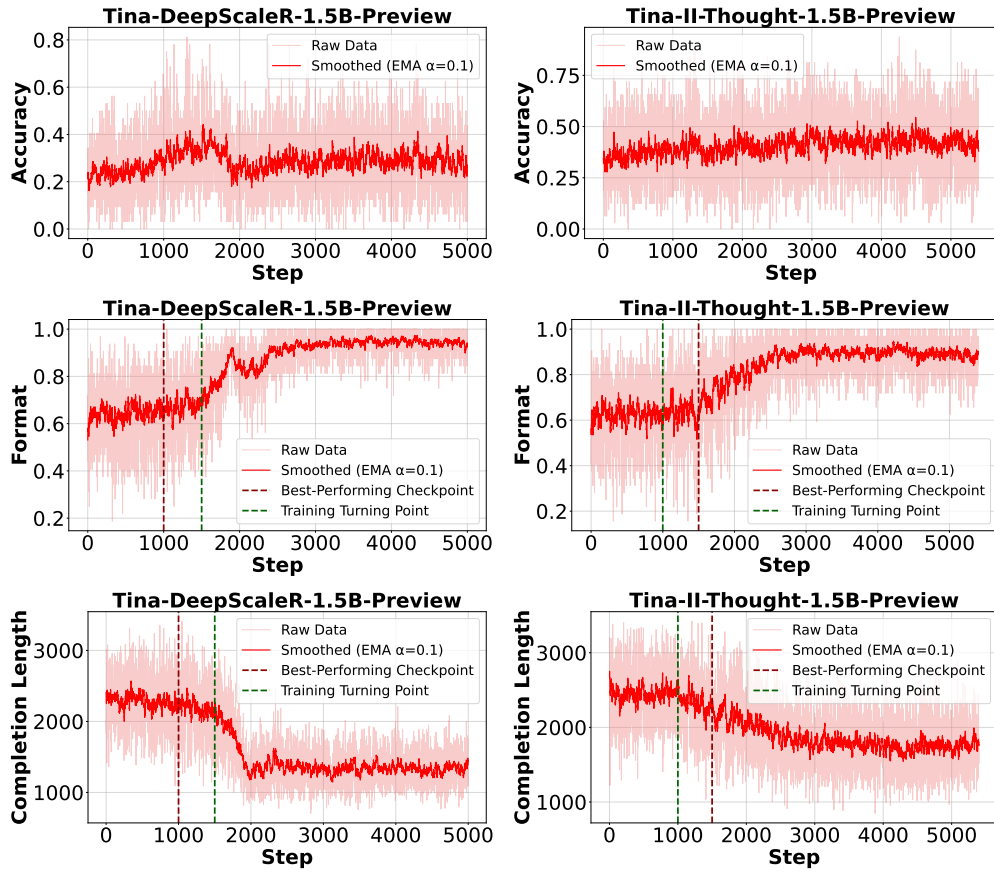 Tina-DeepScaleR-1.5B-Preview
Accuracy
0.8
0.6
0.4
0.2
0.0
Raw Data
Smoothed (EMA α=0.1)
0 1000 2000 3000 4000 5000
Step
Tina-II-Thought-1.5B-Preview
Accuracy
0.75
0.50
0.25
0.00
Raw Data
Smoothed (EMA α=0.1)
0 1000 2000 3000 4000 5000
Step
Tina-DeepScaleR-1.5B-Preview
Format
1.0
0.8
0.6
0.4
0.2
Raw Data
Smoothed (EMA α=0.1)
Best-Performing Checkpoint
Training Turning Point
0 1000 2000 3000 4000 5000
Step
Tina-II-Thought-1.5B-Preview
Format
1.0
0.8
0.6
0.4
0.2
Raw Data
Smoothed (EMA α=0.1)
Best-Performing Checkpoint
Training Turning Point
0 1000 2000 3000 4000 5000
Step
Tina-DeepScaleR-1.5B-Preview
Completion Length
3000
2000
1000
Raw Data
Smoothed (EMA α=0.1)
Best-Performing Checkpoint
Training Turning Point
0 1000 2000 3000 4000 5000
Step
Tina-II-Thought-1.5B-Preview
Completion Length
3000
2000
1000
Raw Data
Smoothed (EMA α=0.1)
Best-Performing Checkpoint
Training Turning Point
0 1000 2000 3000 4000 5000
Step